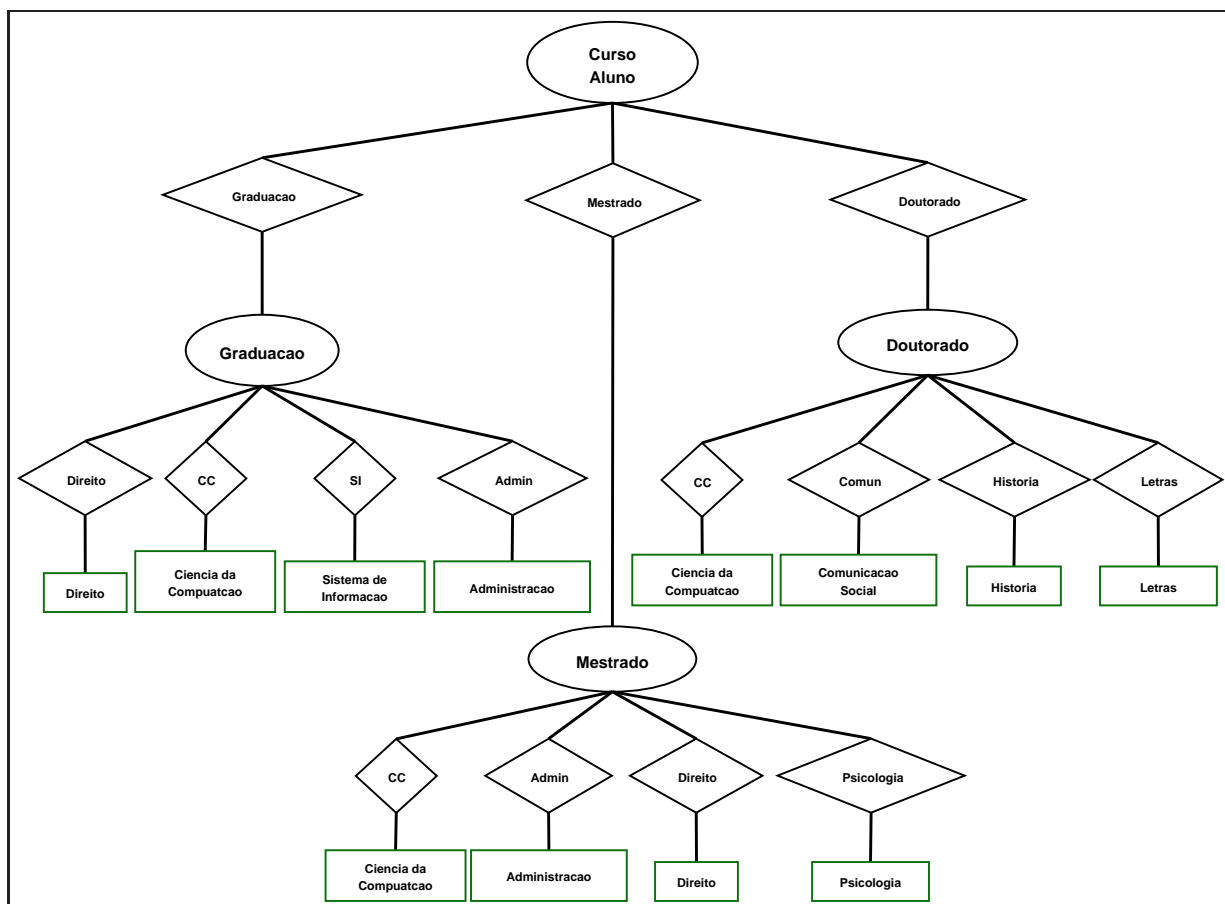 Curso
Aluno
Graduacao
Mestrado
Doutorado
Graduacao
Doutorado
Direito
CC
SI
Admin
CC
Comun
Historia
Letras
Direito
Ciencia da
Compuatcao
Sistema de
Informacao
Administracao
Ciencia da
Compuatcao
Comunicacao
Social
Historia
Letras
Mestrado
CC
Admin
Direito
Psicologia
Ciencia da
Compuatcao
Administracao
Direito
Psicologia